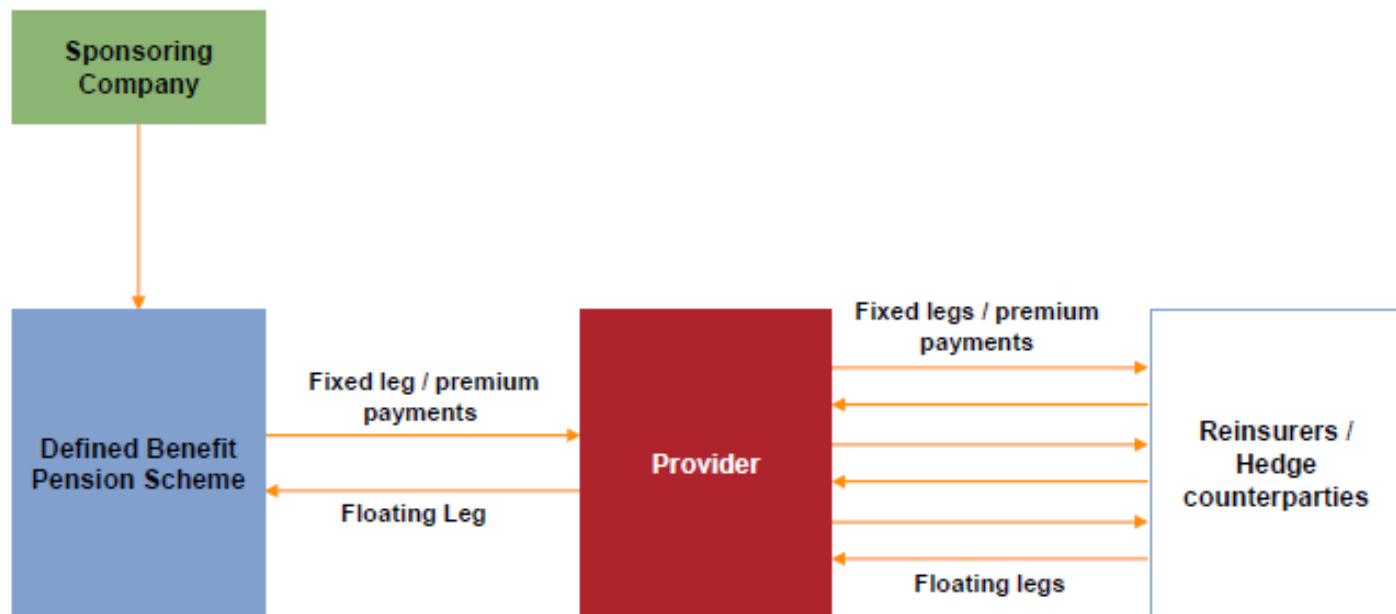 Sponsoring
Company
Fixed legs / premium
payments
Fixed leg / premium
payments
Defined Benefit
Pension Scheme
Provider
Reinsurers /
Hedge
counterparties
Floating Leg
Floating legs